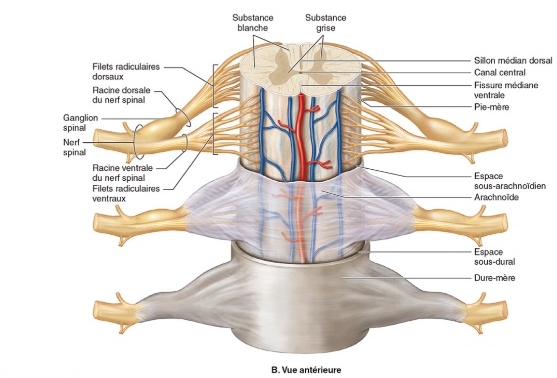 Substance
blanche
Substance
grise
Filets radiculaires
dorsaux
Racine dorsale
du nerf spinal
Ganglion
spinal
Nerf
spinal
Racine ventrale
du nerf spinal
Filets radiculaires
ventraux
Sillon médian dorsal
Canal central
Fissure médiane
ventrale
Pie-mère
Espace
sous-arachnoïdien
Arachnoïde
Espace
sous-dural
Dure-mère
B. Vue antérieure